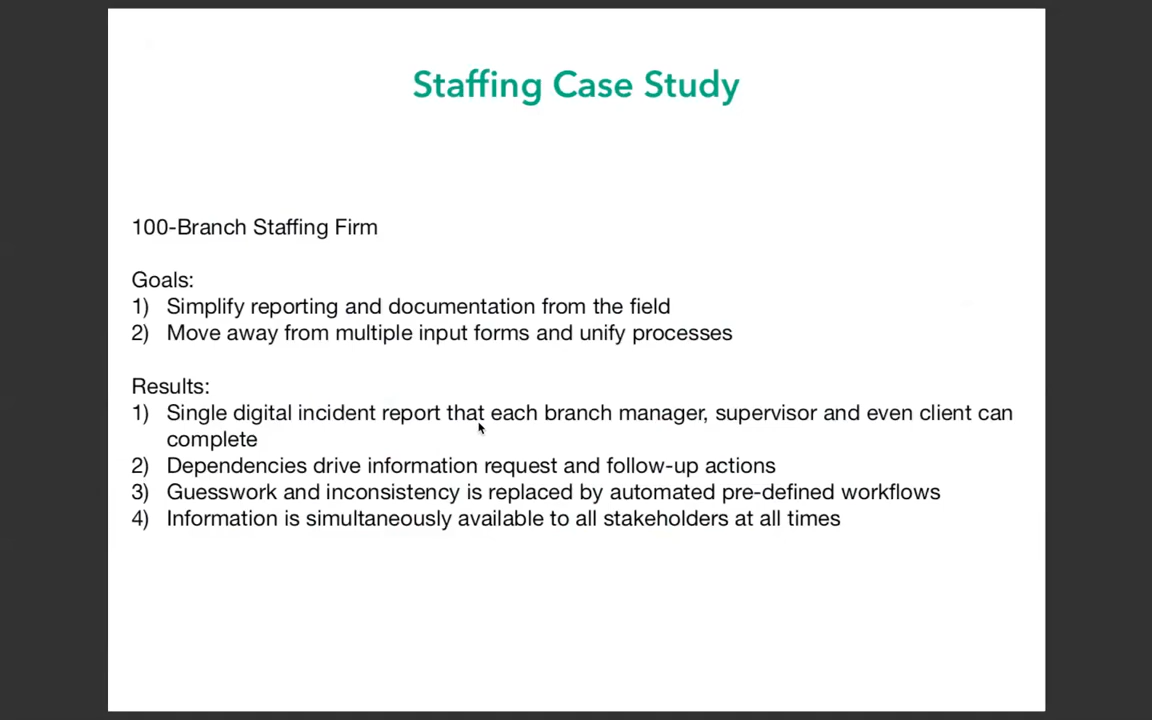 Staffing Case Study
100-Branch Staffing Firm
Goals:
1) Simplify reporting and documentation from the field
2) Move away from multiple input forms and unify processes
Results:
1) Single digital incident report that each branch manager, supervisor and even client can
complete
2) Dependencies drive information request and follow-up actions
3) Guesswork and inconsistency is replaced by automated pre-defined workflows
4) Information is simultaneously available to all stakeholders at all times